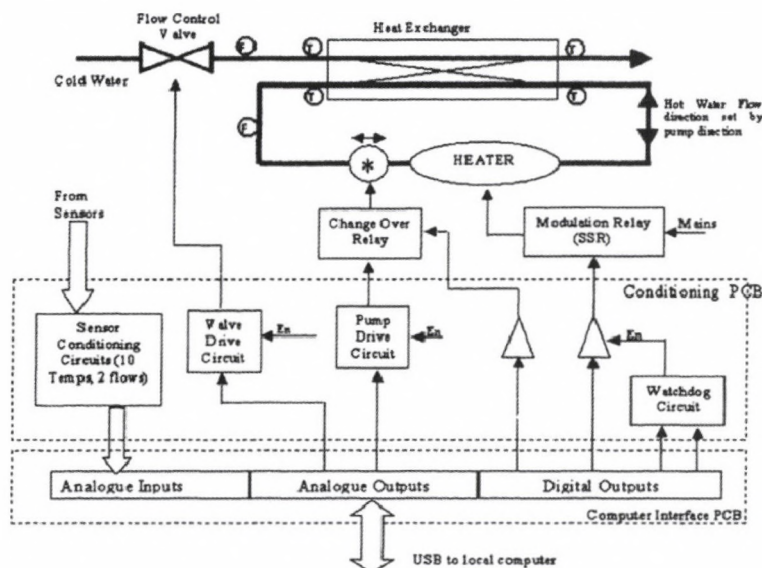 Flow Control
Valve
Heat Exchanger
F
T
T
Cold Water
T
T
F
Hot Water Flow
direction set by
pump direction
*
HEATER
From
Sensors
Change Over
Relay
Modulation Relay
(SSR)
Mains
Conditioning PCB
Sensor
Conditioning
Circuits (10
Temps, 2 flows)
Valve
Drive
Circuit
En
Pump
Drive
Circuit
En
En
Watchdog
Circuit
Analogue Inputs
Analogue Outputs
Digital Outputs
Computer Interface PCB
USB to local computer